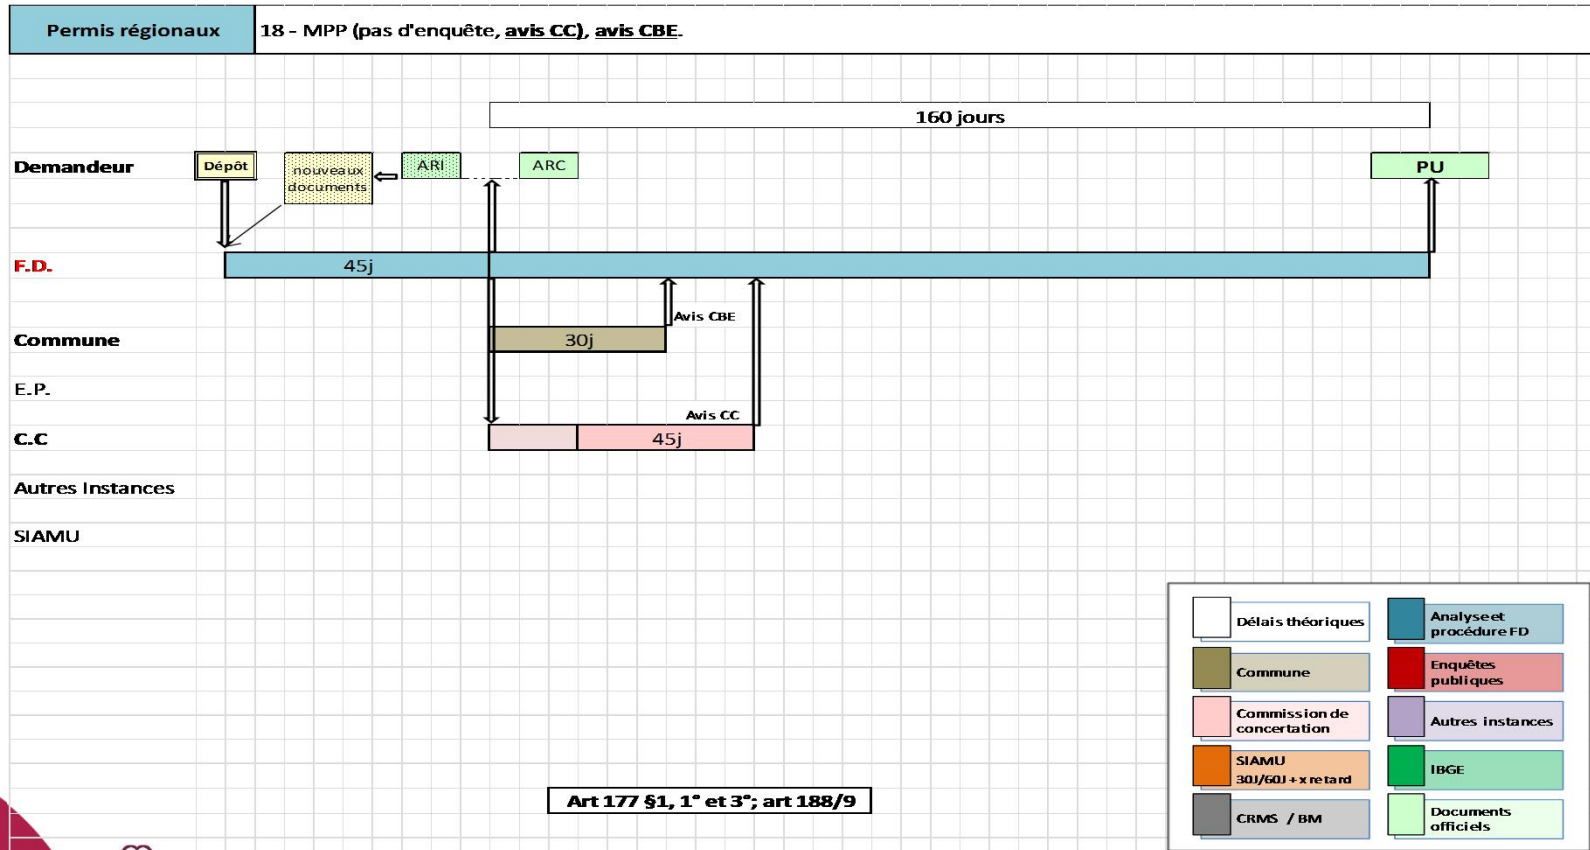 Permis régionaux
18 - MPP (pas d'enquête, avis CC), avis CBE.
160 jours
Demandeur
Dépôt
nouveaux
documents
ARI
ARC
PU
F.D.
45j
Avis CBE
Commune
30j
E.P.
Avis CC
C.C
45j
Autres Instances
SIAMU
Délais théoriques
Analyse et
procédure FD
Commune
Enquêtes
publiques
Commission de
concertation
Autres instances
SIAMU
30J/60J + x retard
IBGE
CRMS / BM
Documents
officiels
Art 177 §1, 1° et 3°; art 188/9